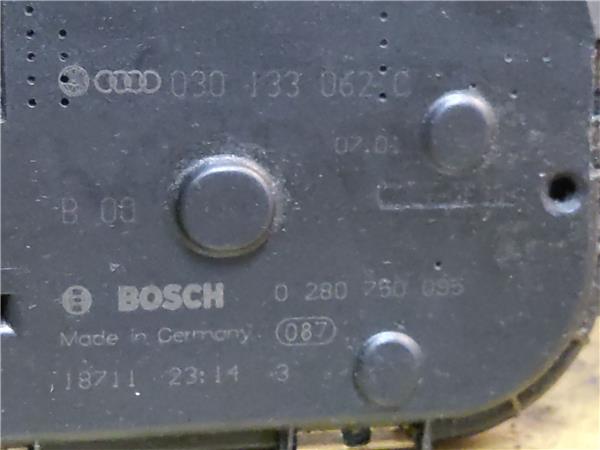 030 133 062 C
07.01
B 00
BOSCH 0 280 750 095
Made in Germany 087
18711 23:14 3